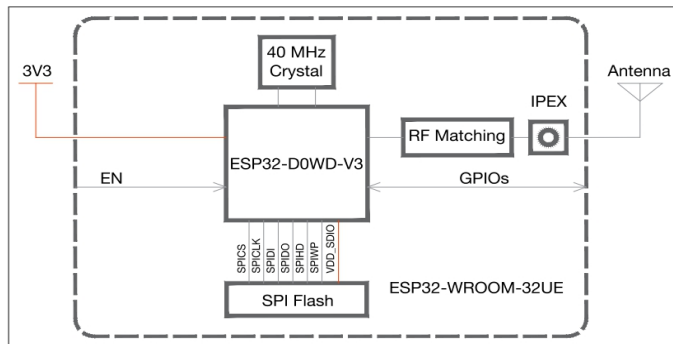 40 MHz
Crystal
3V3
Antenna
IPEX
RF Matching
ESP32-D0WD-V3
EN
GPIOs
SPICS
SPICLK
SPIDI
SPIDO
SPIHD
SPIWP
VDD_SDIO
SPI Flash
ESP32-WROOM-32UE